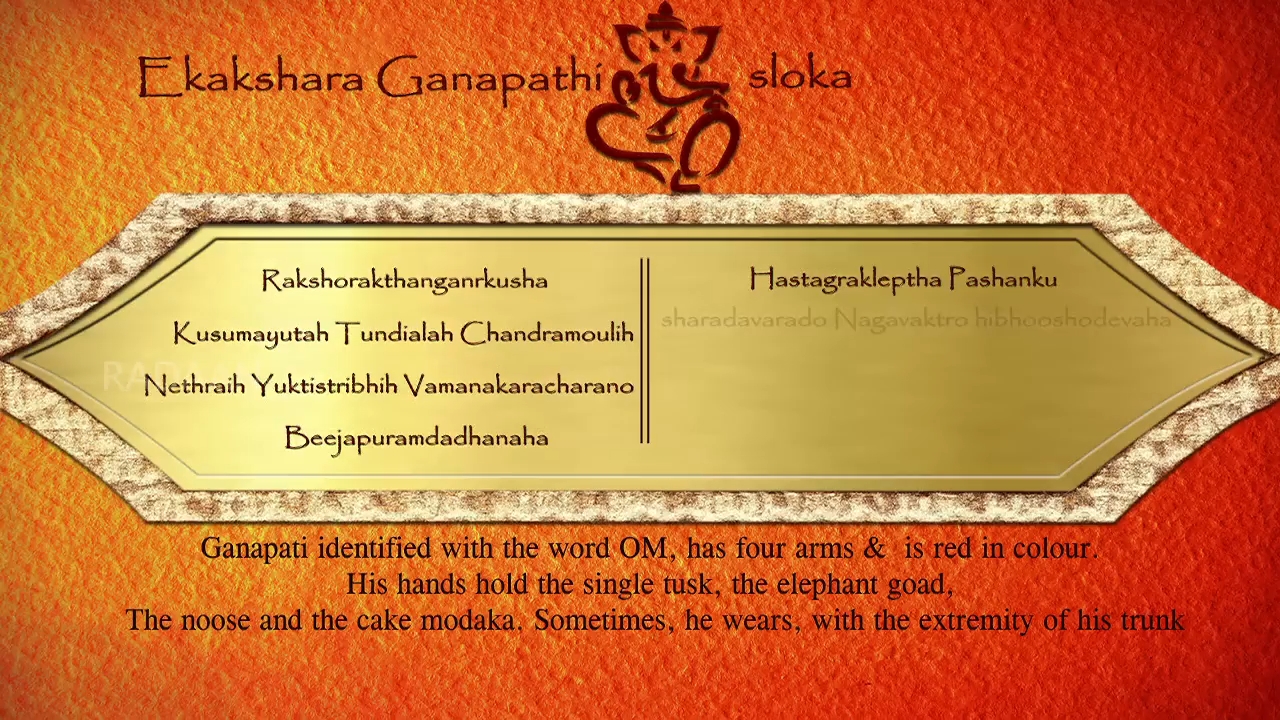 Ekakshara Ganapathi sloka
Rakshorakthanganrkusha
Kusumayutah Tundialah Chandramoulih
Nethraih Yuktistribhih Vamanakaracharano
Beejapuramdadhanaha
Hastagrakleptha Pashanku
sharadavarado Nagavaktro hibhooshodevaha
Ganapati identified with the word OM, has four arms & is red in colour.
His hands hold the single tusk, the elephant goad,
The noose and the cake modaka. Sometimes, he wears, with the extremity of his trunk